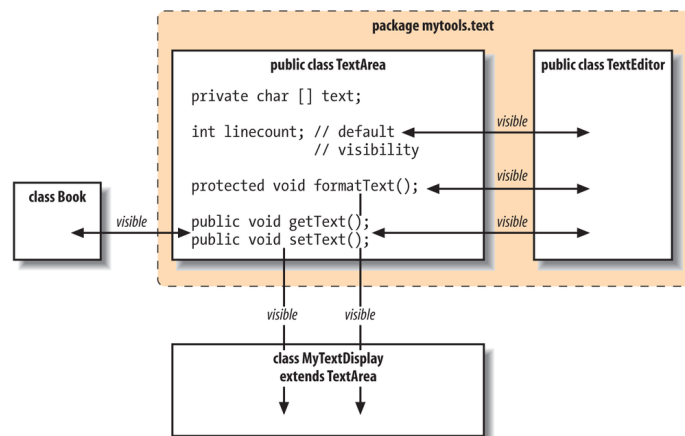 package mytools.text
public class TextArea
public class TextEditor
private char [] text;
int linecount; // default
// visibility
visible
protected void formatText();
visible
class Book
visible
public void getText();
public void setText();
visible
visible
visible
class MyTextDisplay
extends TextArea